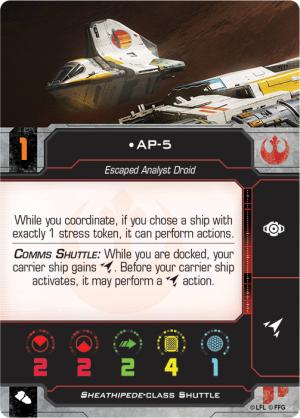 • AP-5
1
Escaped Analyst Droid
While you coordinate, if you chose a ship with
exactly 1 stress token, it can perform actions.
COMMS SHUTTLE: While you are docked, your
carrier ship gains . Before your carrier ship
activates, it may perform a action.
2 2 2 4 1
SHEATHIPEDE-CLASS SHUTTLE
©LFL ©FFG